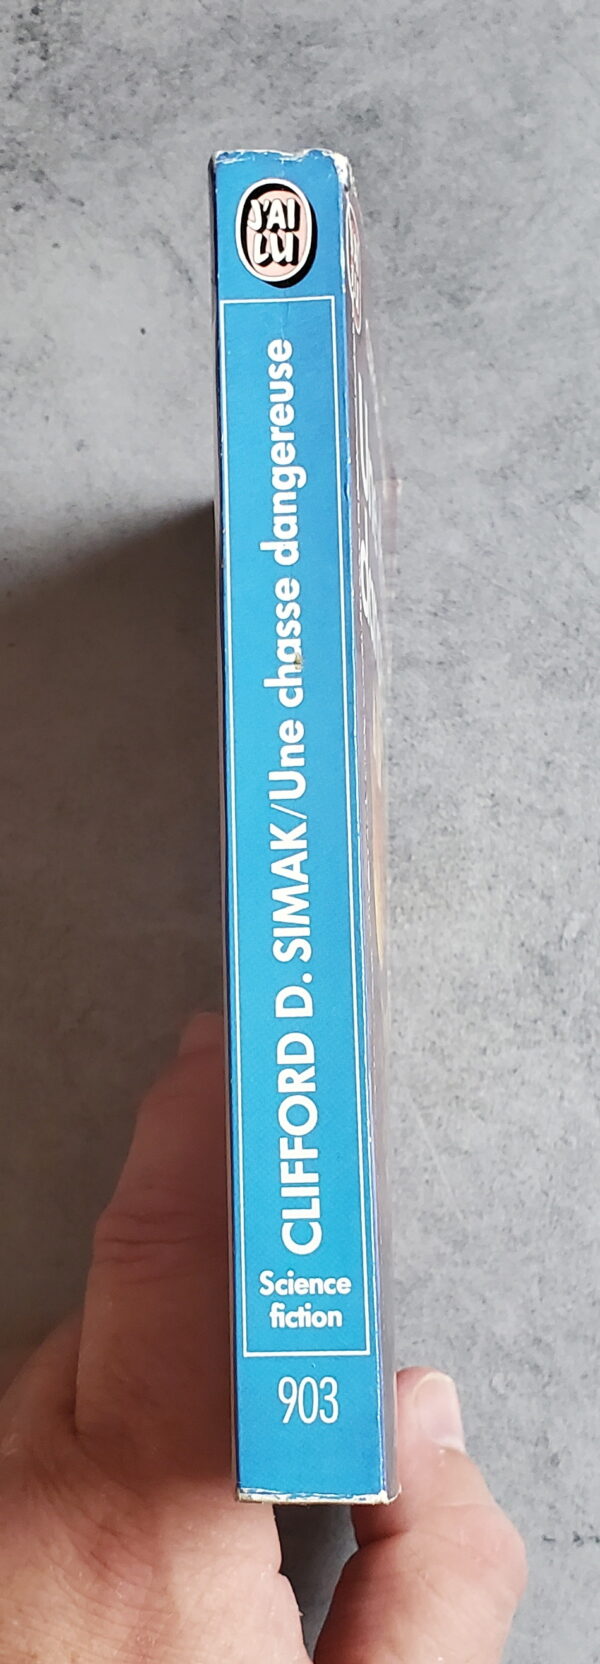 J'AI
LU
CLIFFORD D. SIMAK/Une chasse dangereuse
Science
fiction
903